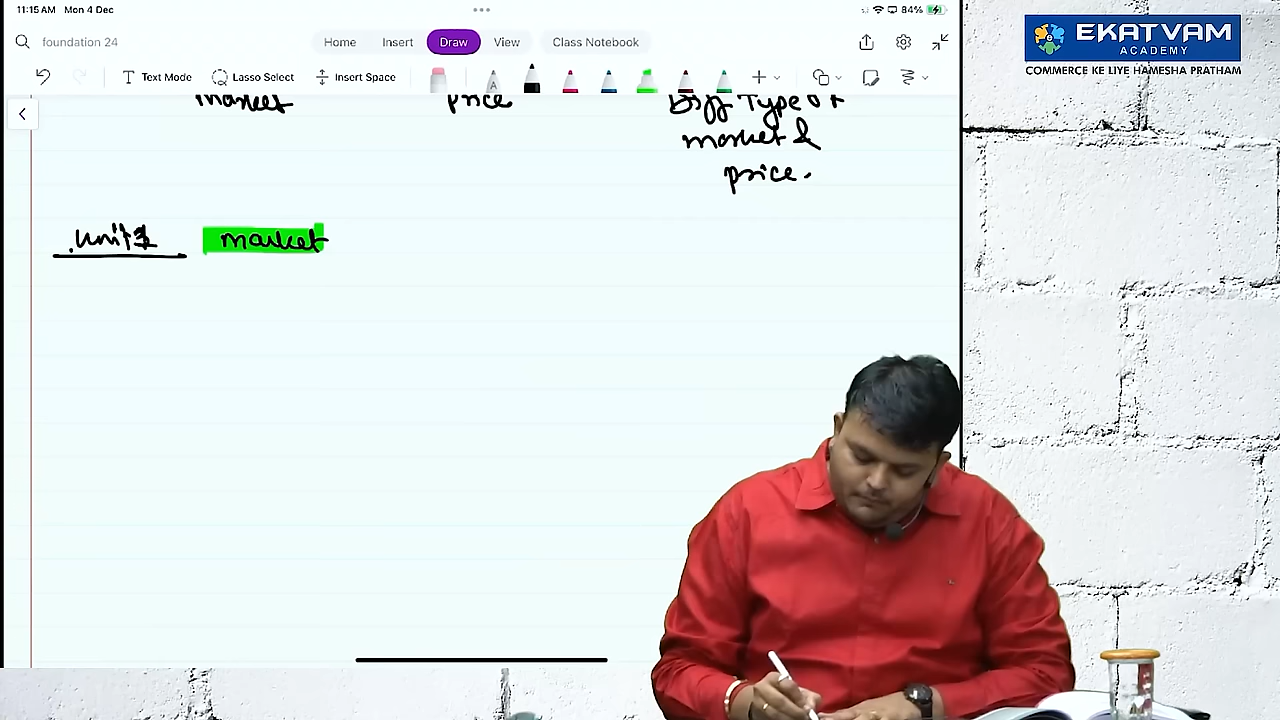 11:15 AM Mon 4 Dec
84%
EKATVAM
ACADEMY
COMMERCE KE LIYE HAMESHA PRATHAM
foundation 24
Home Insert Draw View Class Notebook
Text Mode Lasso Select Insert Space
market price Diff Type of
market &
price.
Unit 1 market